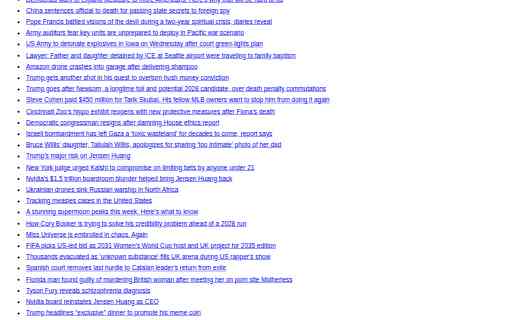 China sentences official to death for passing state secrets to foreign spy
Pope Francis battled visions of the devil during a two-year spiritual crisis, diaries reveal
Army auditors fear key units are unprepared to deploy in Pacific war scenario
US Army to detonate explosives in Iowa on Wednesday after court green-lights plan
Lawyer: Father and daughter detained by ICE at Seattle airport were traveling to family baptism
Amazon drone crashes into garage after delivering shampoo
Trump gets another shot in his quest to overturn hush money conviction
Trump goes after Newsom, a longtime foil and potential 2028 candidate, over death penalty commutations
Steve Cohen paid $450 million for Tarik Skubal. His fellow MLB owners want to stop him from doing it again
Cincinnati Zoo's hippo exhibit reopens with new protective measures after Fiona's death
Democratic congressman resigns after damning House ethics report
Israeli bombardment has left Gaza a 'toxic wasteland' for decades to come, report says
Bruce Willis' daughter, Tallulah Willis, apologizes for sharing 'too intimate' photo of her dad
Trump's major risk on Jensen Huang
New York judge urged Kalshi to compromise on limiting bets by anyone under 21
Nvidia's $1.5 trillion boardroom blunder helped bring Jensen Huang back
Ukrainian drones sink Russian warship in North Africa
Tracking measles cases in the United States
A stunning supermoon peaks this week. Here's what to know
How Cory Booker is trying to solve his credibility problem ahead of a 2028 run
Miss Universe is embroiled in chaos. Again
FIFA picks US-led bid as 2031 Women's World Cup host and UK project for 2035 edition
Thousands evacuated as 'unknown substance' fills UK arena during US rapper's show
Spanish court removes last hurdle to Catalan leader's return from exile
Florida man found guilty of murdering British woman after meeting her on porn site Motherless
Tyson Fury reveals schizophrenia diagnosis
Nvidia board reinstates Jensen Huang as CEO
Trump headlines "exclusive" dinner to promote his meme coin